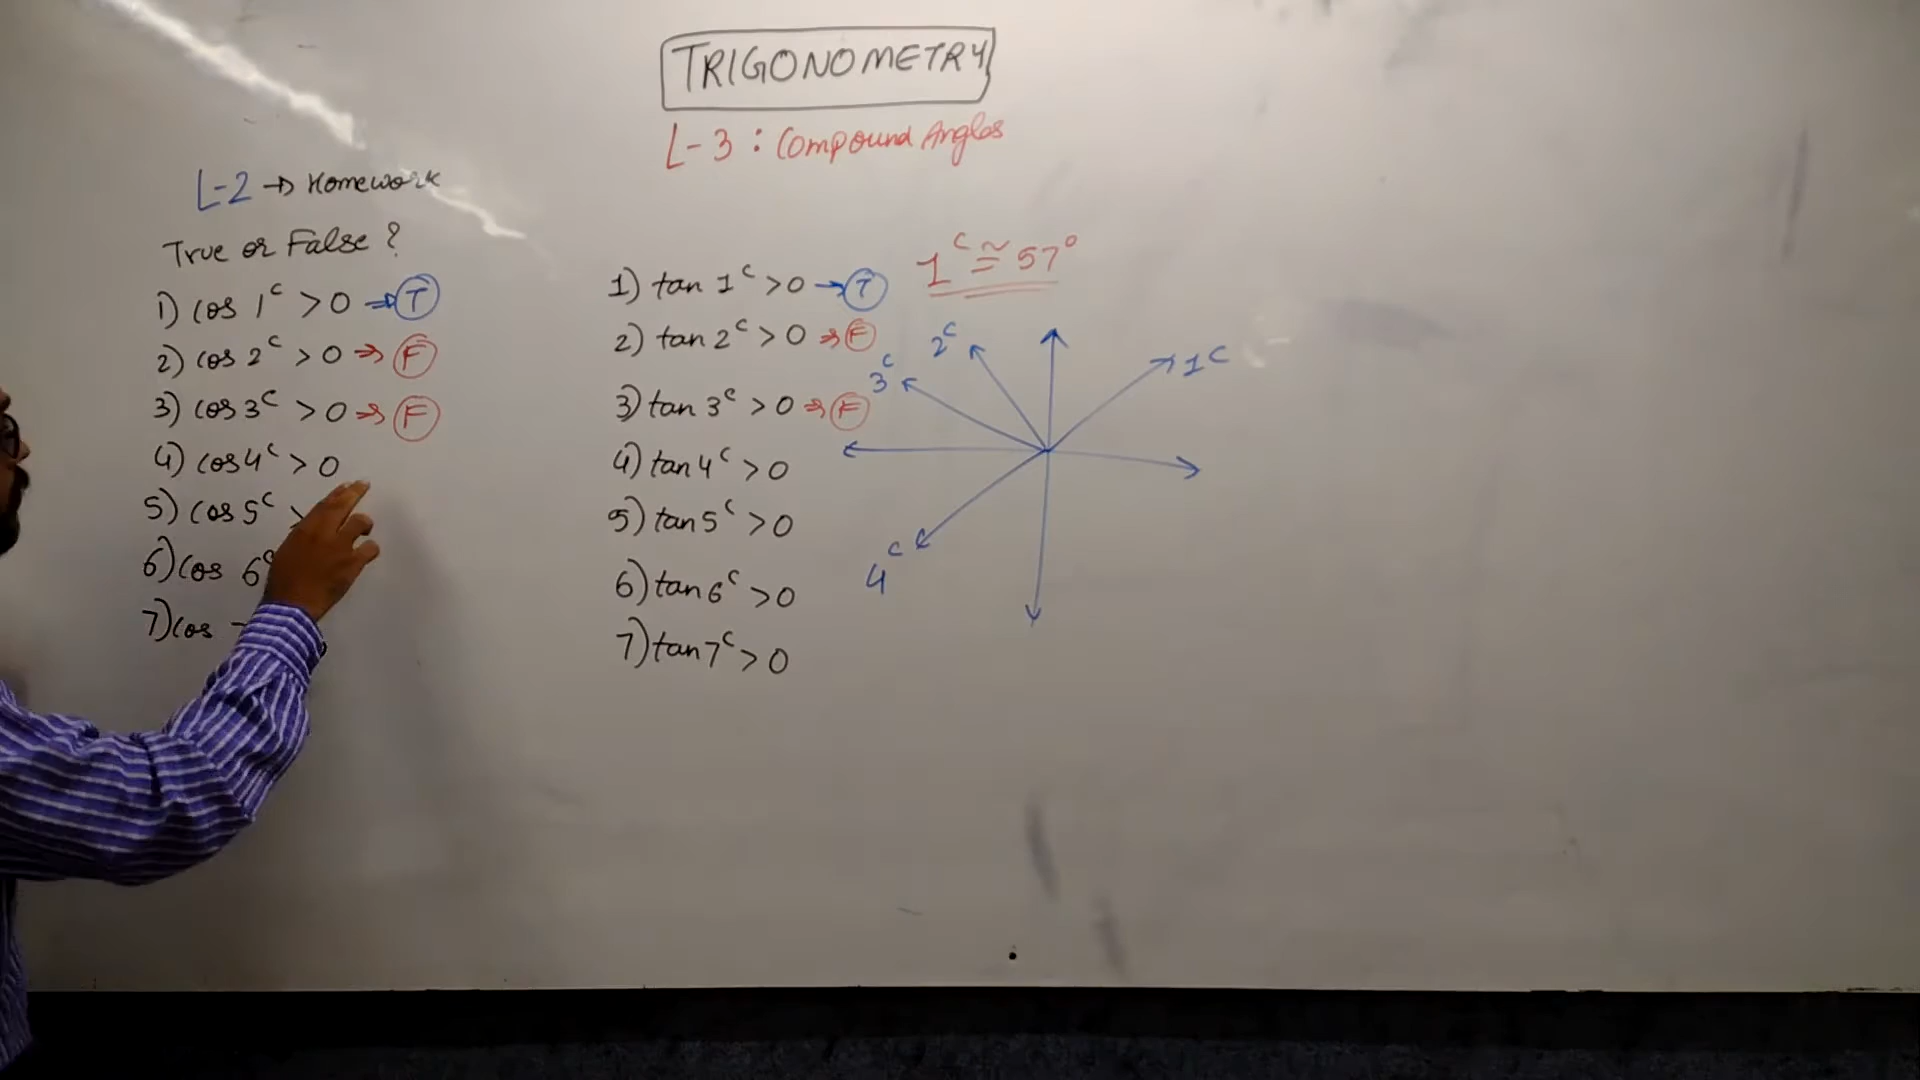 TRIGONOMETRY
L-3 : Compound Angles
L-2 → Homework
True or False ?
1) cos 1ᶜ > 0 ⇒ T
2) cos 2ᶜ > 0 ⇒ F
3) cos 3ᶜ > 0 ⇒ F
4) cos 4ᶜ > 0
5) cos 5ᶜ >
6) cos 6ᶜ
7) cos
1) tan 1ᶜ > 0 → T
2) tan 2ᶜ > 0 ⇒ F
3) tan 3ᶜ > 0 ⇒ F
4) tan 4ᶜ > 0
5) tan 5ᶜ > 0
6) tan 6ᶜ > 0
7) tan 7ᶜ > 0
1ᶜ ≅ 57°
2ᶜ
1ᶜ
3ᶜ
4ᶜ